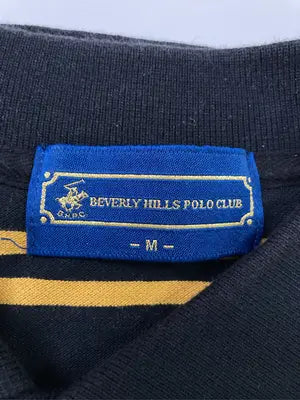 BEVERLY HILLS POLO CLUB
B.H.P.C.
- M -